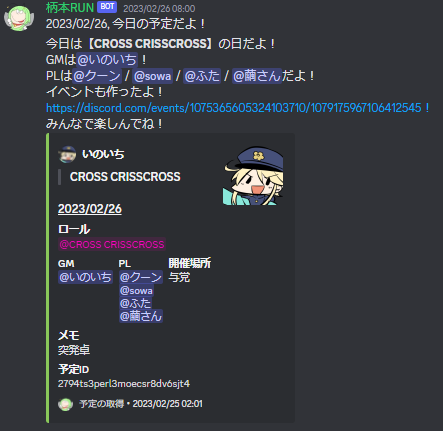 柄本RUN BOT 2023/02/26 08:00
2023/02/26, 今日の予定だよ！
今日は【CROSS CRISSCROSS】の日だよ！
GMは@いのいち！
PLは@クーン / @sowa / @ふた / @繭さんだよ！
イベントも作ったよ！
https://discord.com/events/1075365605324103710/1079175967106412545！
みんなで楽しんでね！
いのいち
CROSS CRISSCROSS
2023/02/26
ロール
@CROSS CRISSCROSS
GM PL 開催場所
@いのいち @クーン 与党
@sowa
@ふた
@繭さん
メモ
突発卓
予定ID
2794ts3perl3moecsr8dv6sjt4
予定の取得・2023/02/25 02:01